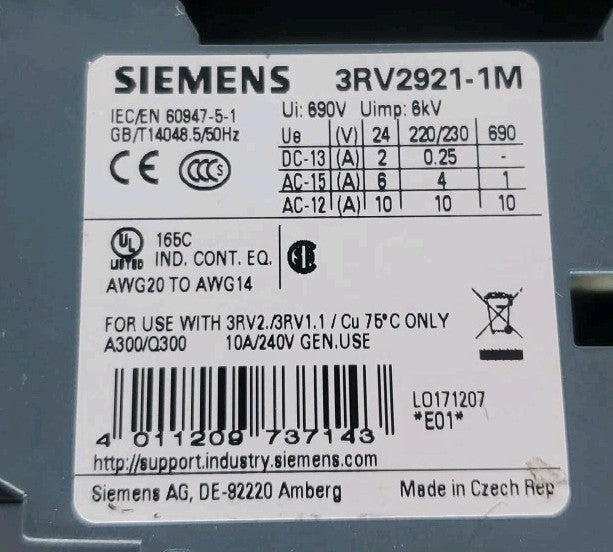 SIEMENS 3RV2921-1M
IEC/EN 60947-5-1
GB/T14048.5/50Hz
Ui: 690V Uimp: 6kV
Ue (V) 24 220/230 690
DC-13 (A) 2 0.25 -
AC-15 (A) 6 4 1
AC-12 (A) 10 10 10
CE CCC S
UL LISTED 165C
IND. CONT. EQ.
AWG20 TO AWG14
FOR USE WITH 3RV2./3RV1.1 / Cu 75°C ONLY
A300/Q300 10A/240V GEN.USE
4 011209 737143
LO171207
*E01*
http://support.industry.siemens.com
Siemens AG, DE-92220 Amberg Made in Czech Rep